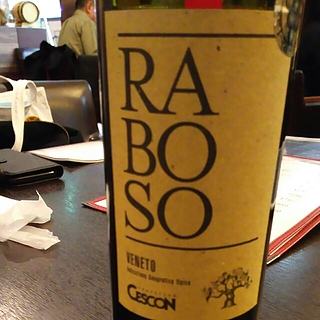 RA
BO
SO
VENETO
Indicazione Geografica Tipica
CESCON